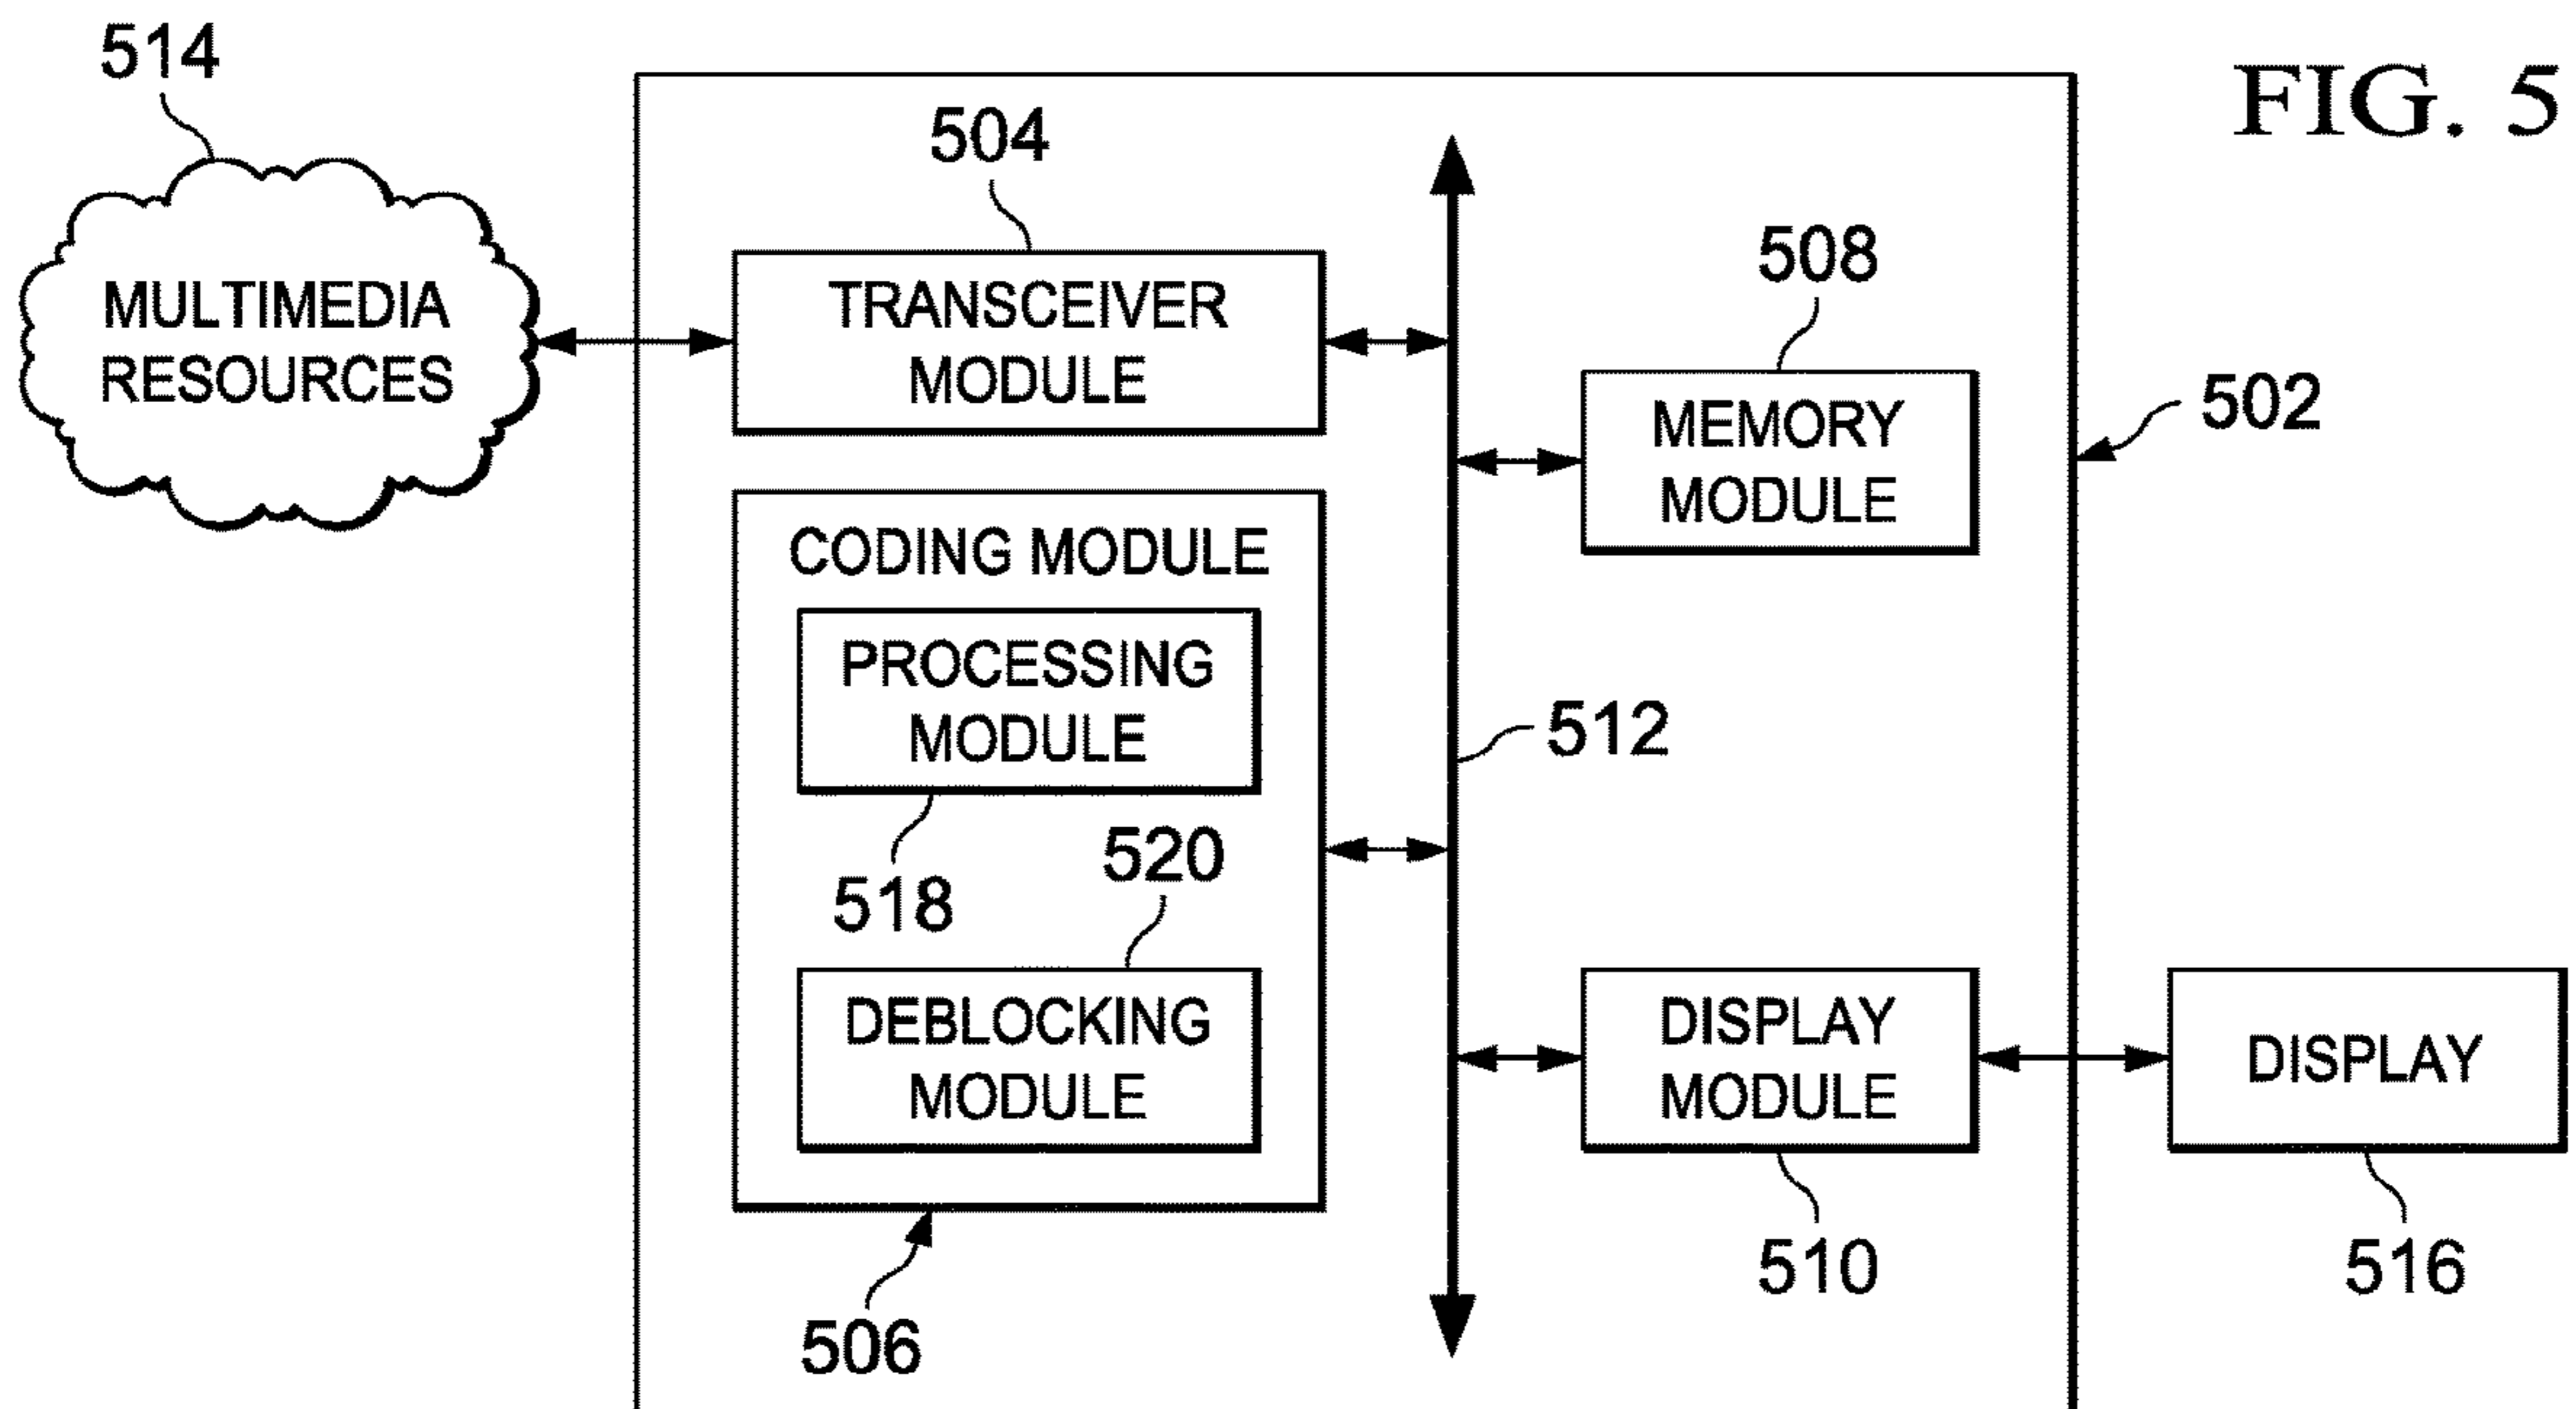 FIG. 5
514
MULTIMEDIA
RESOURCES
504
TRANSCEIVER
MODULE
508
MEMORY
MODULE
502
CODING MODULE
PROCESSING
MODULE
518
512
520
DEBLOCKING
MODULE
506
DISPLAY
MODULE
510
DISPLAY
516